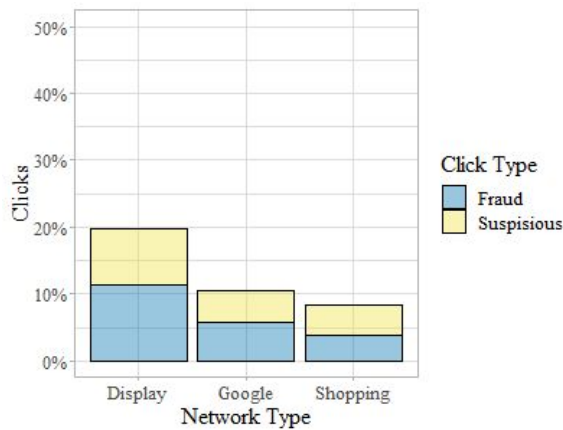 50%
40%
30%
20%
10%
0%
Clicks
Display Google Shopping
Network Type
Click Type
Fraud
Suspisious